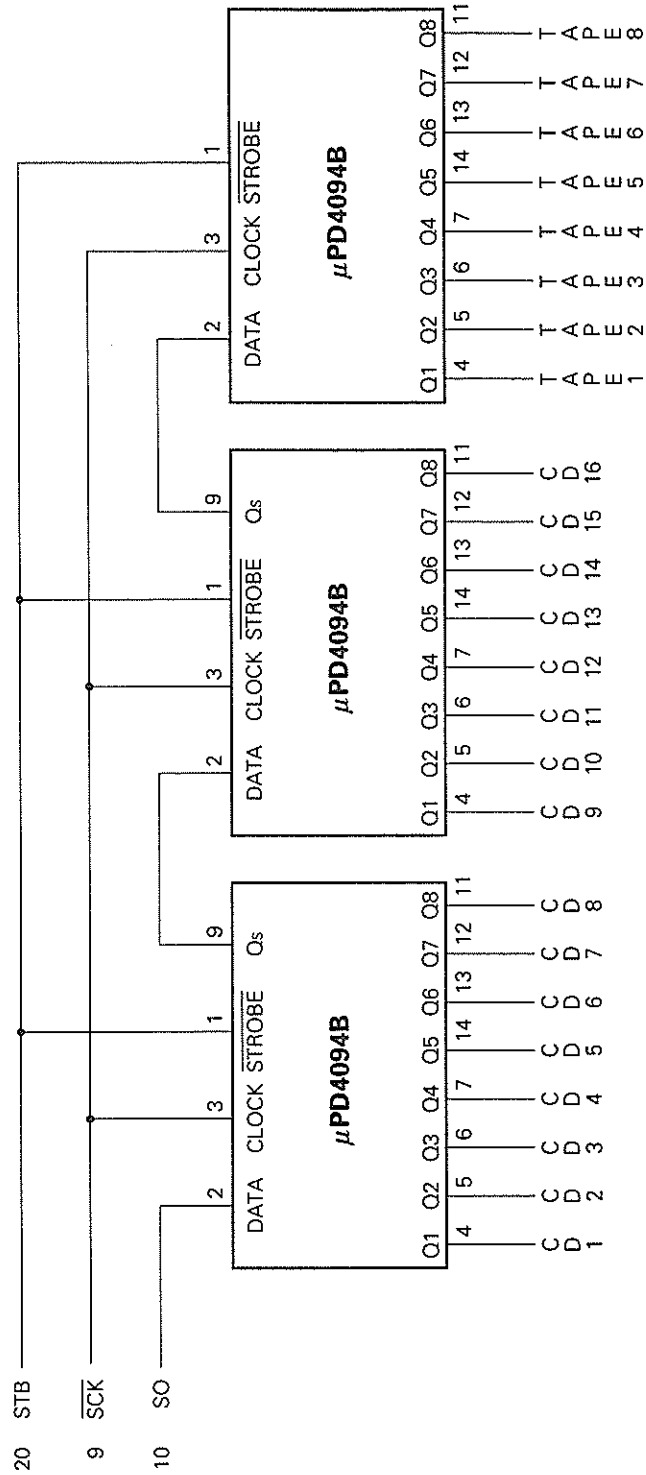 20 STB
9 S̅C̅K̅
10 SO
2 3 1 9 2 3 1 9 2 3 1
DATA CLOCK S̅T̅R̅O̅B̅E̅ Qs DATA CLOCK S̅T̅R̅O̅B̅E̅ Qs DATA CLOCK S̅T̅R̅O̅B̅E̅
μPD4094B μPD4094B μPD4094B
Q1 Q2 Q3 Q4 Q5 Q6 Q7 Q8 Q1 Q2 Q3 Q4 Q5 Q6 Q7 Q8 Q1 Q2 Q3 Q4 Q5 Q6 Q7 Q8
4 5 6 7 14 13 12 11 4 5 6 7 14 13 12 11 4 5 6 7 14 13 12 11
CD1 CD2 CD3 CD4 CD5 CD6 CD7 CD8 CD9 CD10 CD11 CD12 CD13 CD14 CD15 CD16 TAPE1 TAPE2 TAPE3 TAPE4 TAPE5 TAPE6 TAPE7 TAPE8